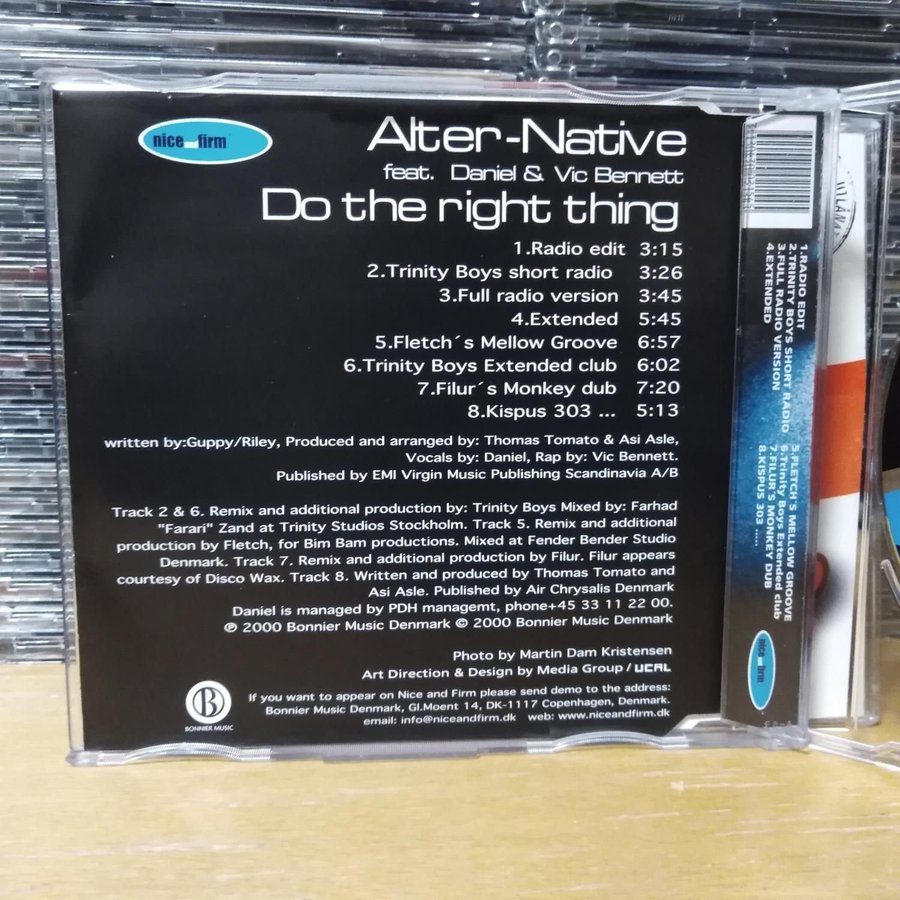 nice and firm
Alter-Native
feat. Daniel & Vic Bennett
Do the right thing
1.Radio edit 3:15
2.Trinity Boys short radio 3:26
3.Full radio version 3:45
4.Extended 5:45
5.Fletch´s Mellow Groove 6:57
6.Trinity Boys Extended club 6:02
7.Filur´s Monkey dub 7:20
8.Kispus 303 ... 5:13
written by:Guppy/Riley, Produced and arranged by: Thomas Tomato & Asi Asle,
Vocals by: Daniel, Rap by: Vic Bennett.
Published by EMI Virgin Music Publishing Scandinavia A/B
Track 2 & 6. Remix and additional production by: Trinity Boys Mixed by: Farhad
"Farari" Zand at Trinity Studios Stockholm. Track 5. Remix and additional
production by Fletch, for Bim Bam productions. Mixed at Fender Bender Studio
Denmark. Track 7. Remix and additional production by Filur. Filur appears
courtesy of Disco Wax. Track 8. Written and produced by Thomas Tomato and
Asi Asle. Published by Air Chrysalis Denmark
Daniel is managed by PDH managemt, phone+45 33 11 22 00.
℗ 2000 Bonnier Music Denmark © 2000 Bonnier Music Denmark
Photo by Martin Dam Kristensen
Art Direction & Design by Media Group / UCAL
If you want to appear on Nice and Firm please send demo to the address:
Bonnier Music Denmark, Gl.Moent 14, DK-1117 Copenhagen, Denmark.
email: info@niceandfirm.dk web: www.niceandfirm.dk
B
BONNIER MUSIC
1.RADIO EDIT
2.TRINITY BOYS SHORT RADIO
3.FULL RADIO VERSION
4.EXTENDED
5.FLETCH´S MELLOW GROOVE
6.Trinity Boys Extended club
7.FILUR´S MONKEY DUB
8.KISPUS 303 .....
nice and firm